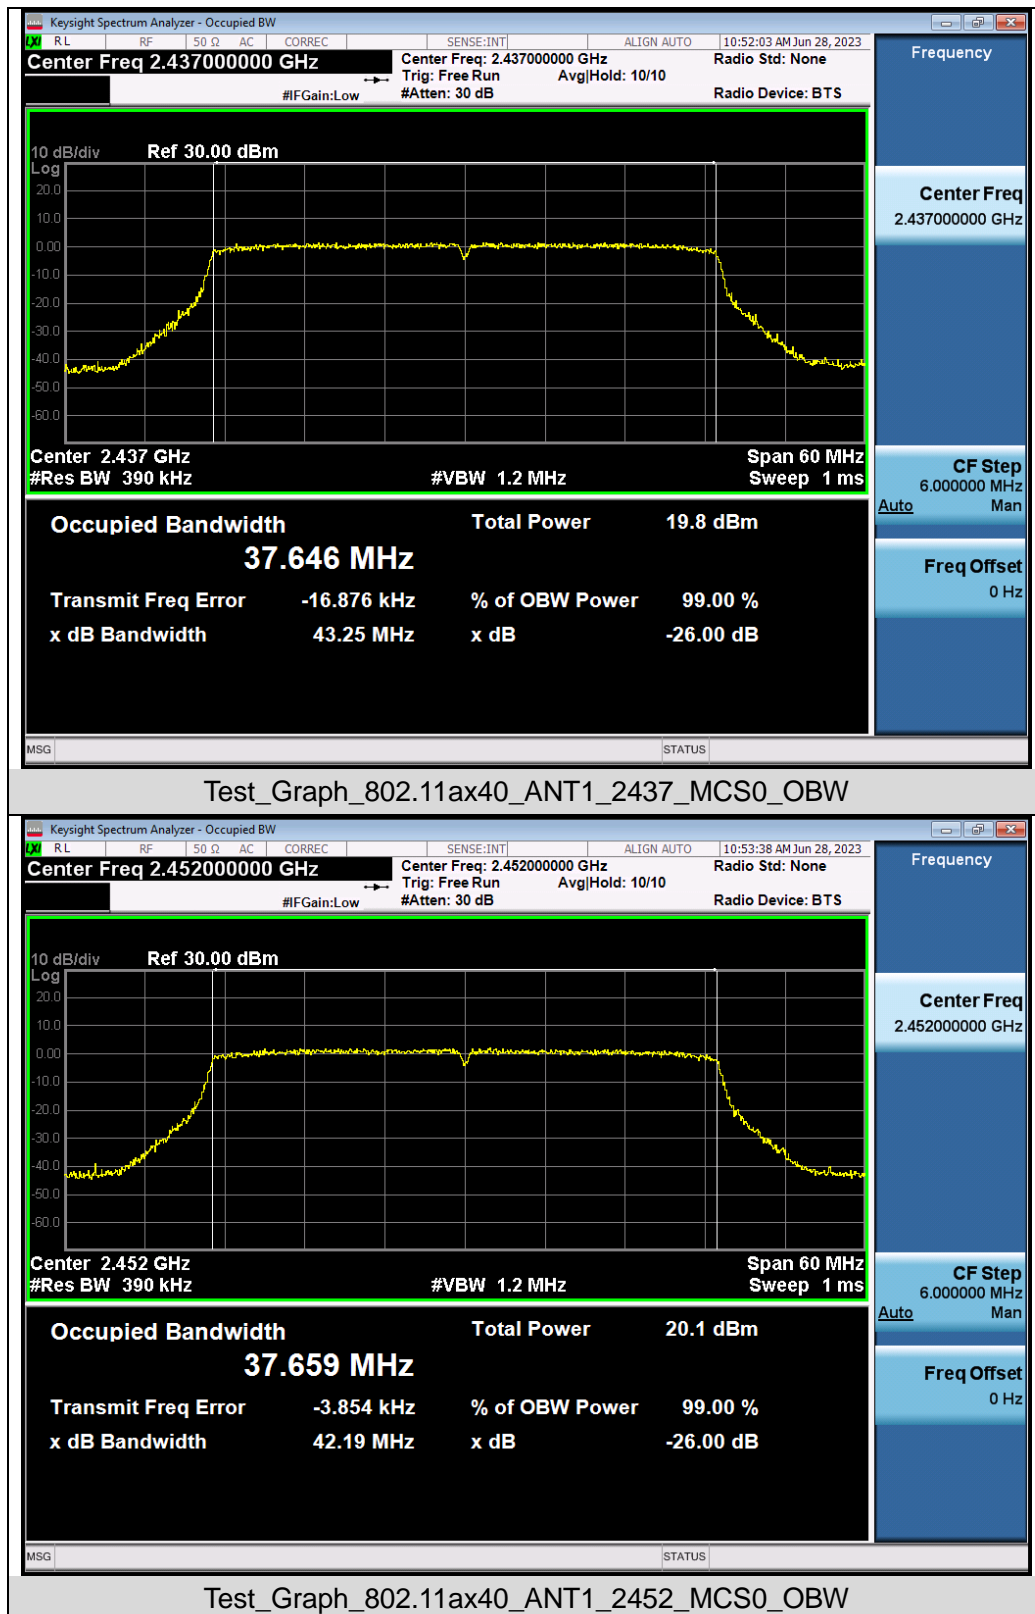 Keysight Spectrum Analyzer - Occupied BW
LXI RL RF 50 Ω AC CORREC SENSE:INT ALIGN AUTO 10:52:03 AM Jun 28, 2023
Center Freq 2.437000000 GHz Center Freq: 2.437000000 GHz Radio Std: None Frequency
Trig: Free Run Avg|Hold: 10/10
#IFGain:Low #Atten: 30 dB Radio Device: BTS
10 dB/div Ref 30.00 dBm
Log
20.0
10.0
0.00
-10.0
-20.0
-30.0
-40.0
-50.0
-60.0
Center Freq
2.437000000 GHz
Center 2.437 GHz Span 60 MHz
#Res BW 390 kHz #VBW 1.2 MHz Sweep 1 ms
CF Step
6.000000 MHz
Auto Man
Freq Offset
0 Hz
Occupied Bandwidth Total Power 19.8 dBm
37.646 MHz
Transmit Freq Error -16.876 kHz % of OBW Power 99.00 %
x dB Bandwidth 43.25 MHz x dB -26.00 dB
MSG STATUS
Test_Graph_802.11ax40_ANT1_2437_MCS0_OBW
Keysight Spectrum Analyzer - Occupied BW
LXI RL RF 50 Ω AC CORREC SENSE:INT ALIGN AUTO 10:53:38 AM Jun 28, 2023
Center Freq 2.452000000 GHz Center Freq: 2.452000000 GHz Radio Std: None Frequency
Trig: Free Run Avg|Hold: 10/10
#IFGain:Low #Atten: 30 dB Radio Device: BTS
10 dB/div Ref 30.00 dBm
Log
20.0
10.0
0.00
-10.0
-20.0
-30.0
-40.0
-50.0
-60.0
Center Freq
2.452000000 GHz
Center 2.452 GHz Span 60 MHz
#Res BW 390 kHz #VBW 1.2 MHz Sweep 1 ms
CF Step
6.000000 MHz
Auto Man
Freq Offset
0 Hz
Occupied Bandwidth Total Power 20.1 dBm
37.659 MHz
Transmit Freq Error -3.854 kHz % of OBW Power 99.00 %
x dB Bandwidth 42.19 MHz x dB -26.00 dB
MSG STATUS
Test_Graph_802.11ax40_ANT1_2452_MCS0_OBW